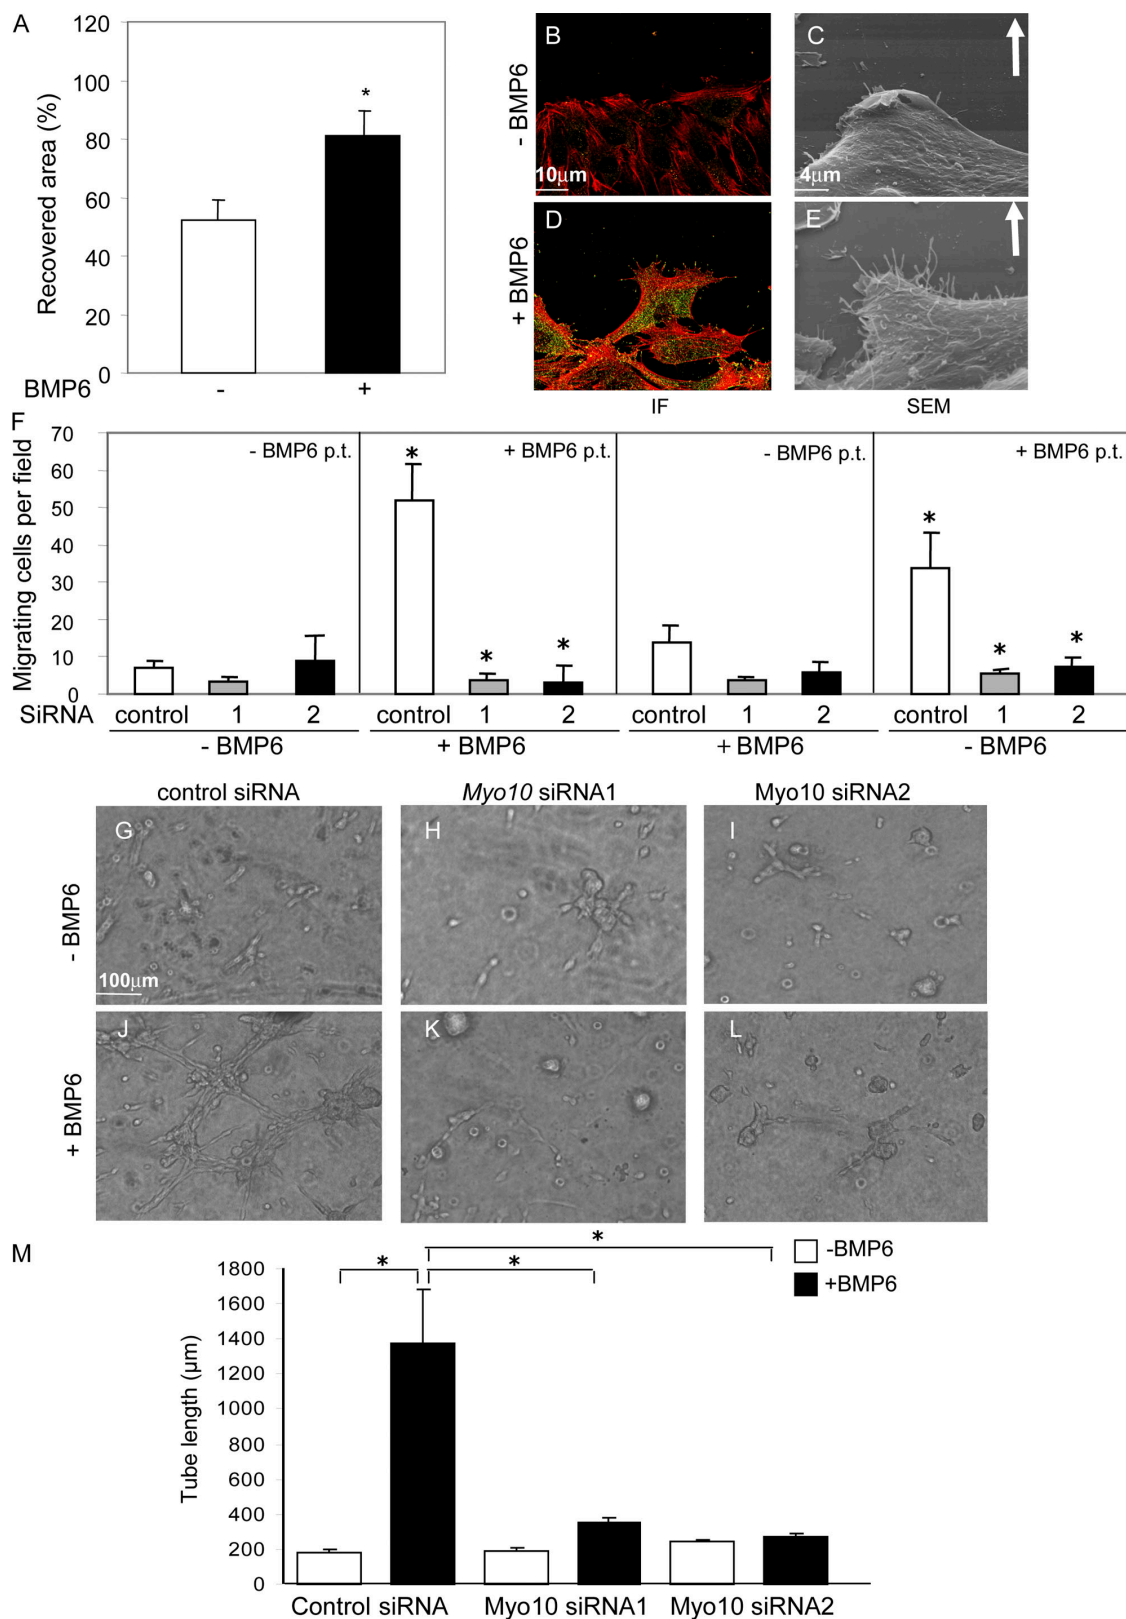 A
Recovered area (%)
120
100
80
60
40
20
0
*
BMP6
-
+
- BMP6
+ BMP6
B
10µm
C
4µm
D
E
IF
SEM
F
Migrating cells per field
70
60
50
40
30
20
10
0
- BMP6 p.t.
+ BMP6 p.t.
- BMP6 p.t.
+ BMP6 p.t.
* * * * * *
SiRNA control 1 2 control 1 2 control 1 2 control 1 2
- BMP6 + BMP6 + BMP6 - BMP6
control siRNA Myo10 siRNA1 Myo10 siRNA2
- BMP6
G
100µm
H
I
+ BMP6
J
K
L
M
Tube length (µm)
1800
1600
1400
1200
1000
800
600
400
200
0
* * *
-BMP6
+BMP6
Control siRNA Myo10 siRNA1 Myo10 siRNA2